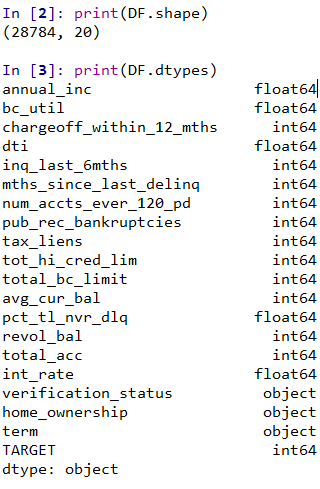 In [2]: print(DF.shape)
(28784, 20)
In [3]: print(DF.dtypes)
annual_inc float64
bc_util float64
chargeoff_within_12_mths int64
dti float64
inq_last_6mths int64
mths_since_last_delinq int64
num_accts_ever_120_pd int64
pub_rec_bankruptcies int64
tax_liens int64
tot_hi_cred_lim int64
total_bc_limit int64
avg_cur_bal int64
pct_tl_nvr_dlq float64
revol_bal int64
total_acc int64
int_rate float64
verification_status object
home_ownership object
term object
TARGET int64
dtype: object